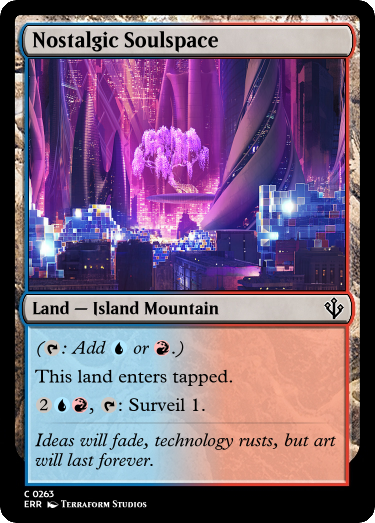 Nostalgic Soulspace
Land — Island Mountain
(: Add or .)
This land enters tapped.
2, : Surveil 1.
Ideas will fade, technology rusts, but art
will last forever.
C 0263
ERR Terraform Studios